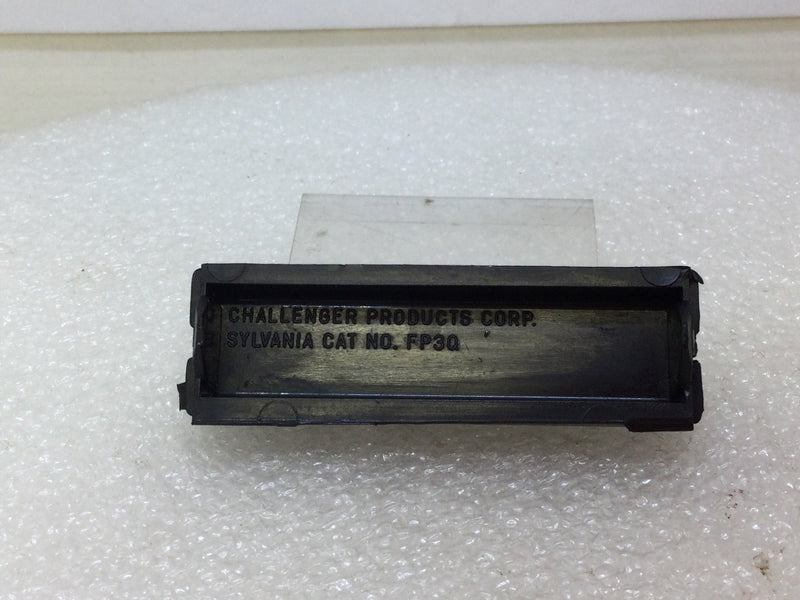 CHALLENGER PRODUCTS CORP.
SYLVANIA CAT NO. FP3Q